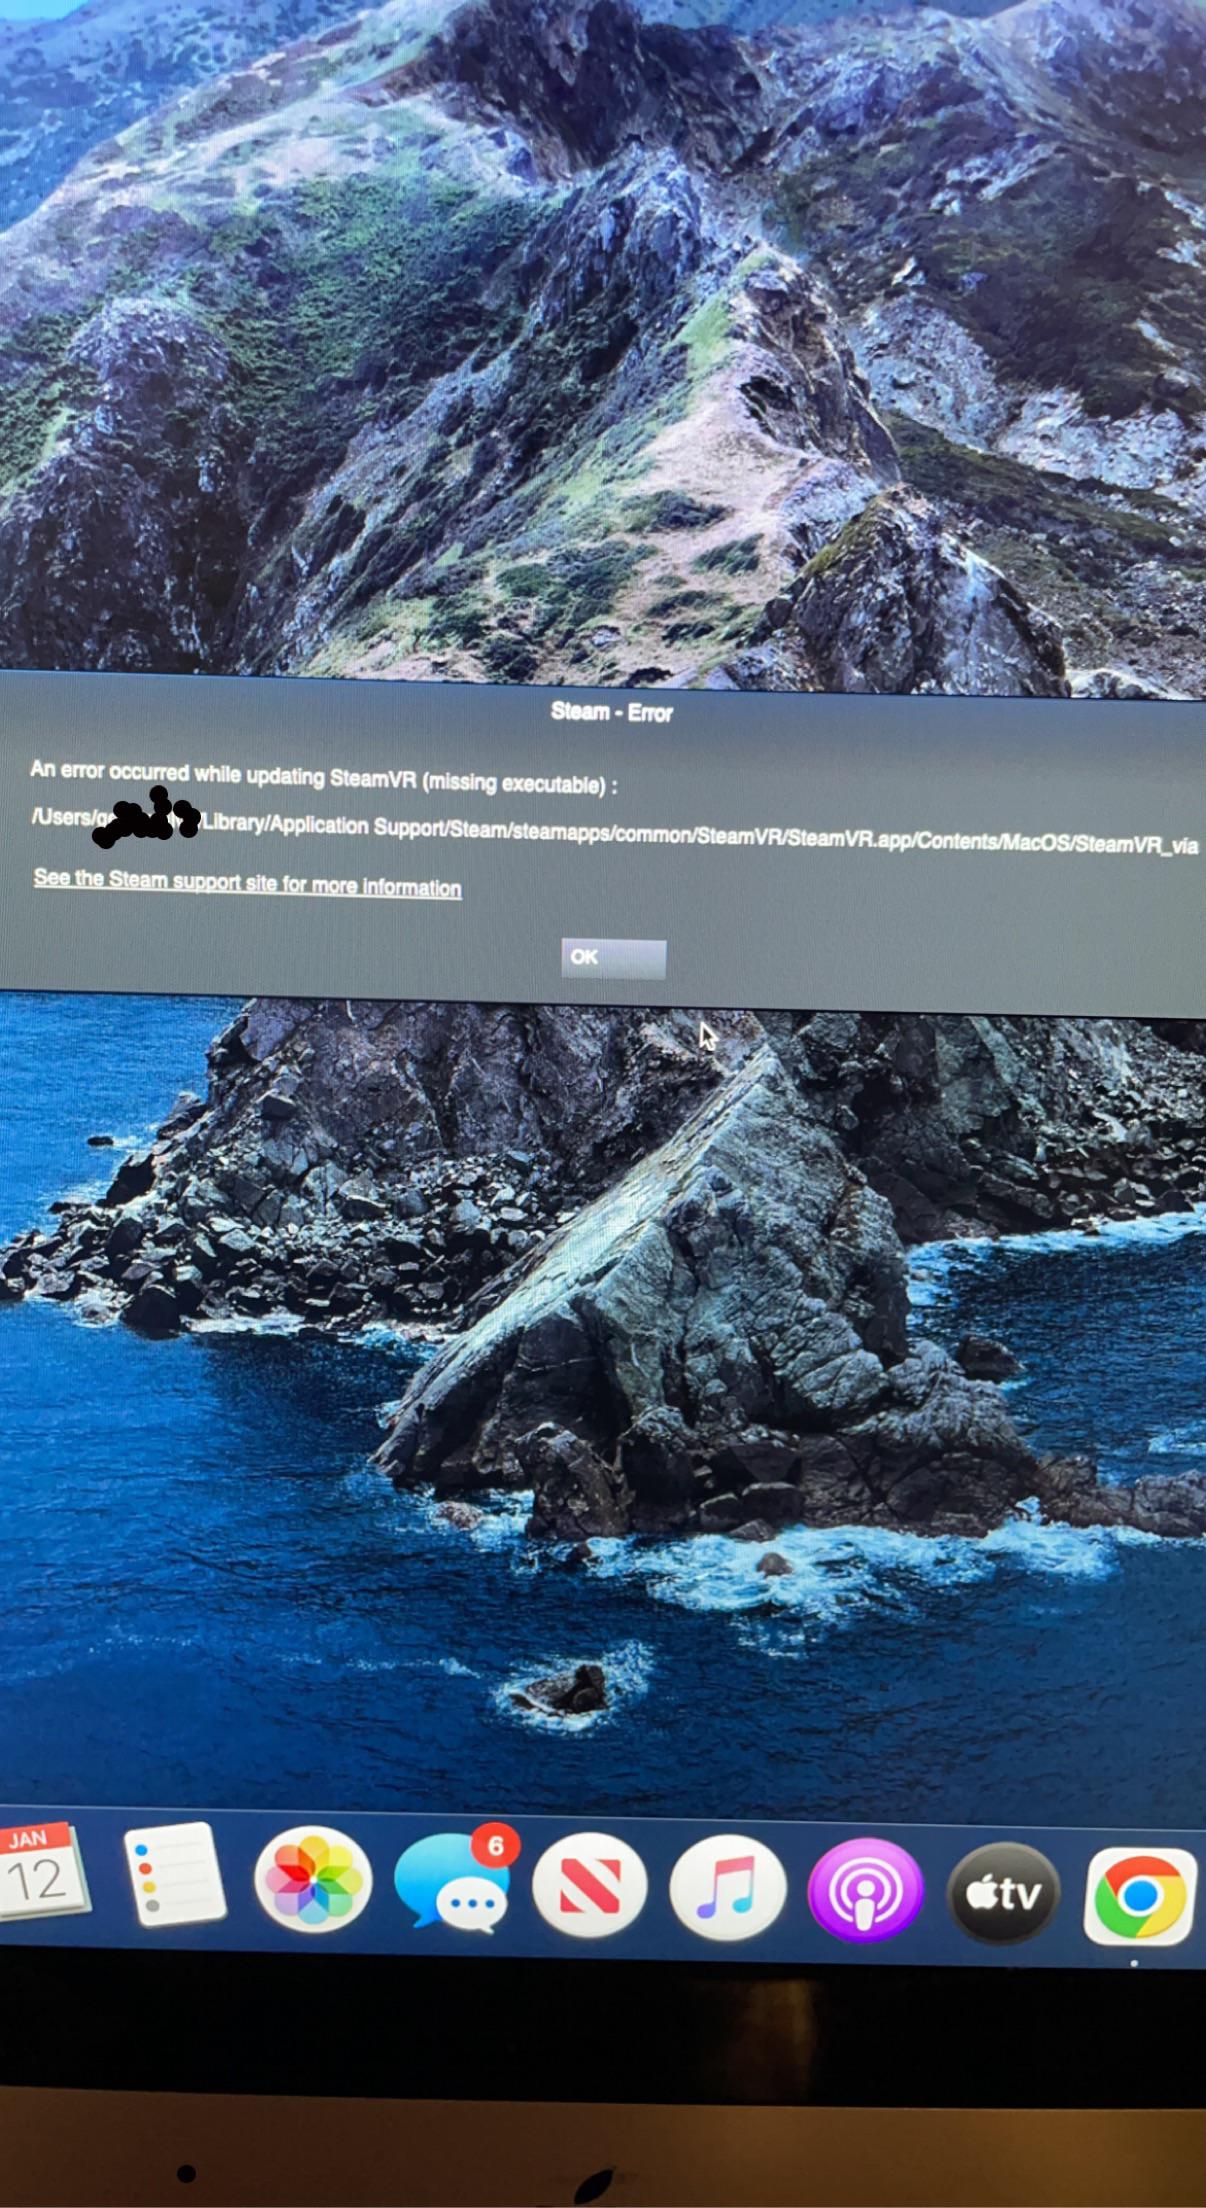 Steam - Error
An error occurred while updating SteamVR (missing executable) :
/Users/ Library/Application Support/Steam/steamapps/common/SteamVR/SteamVR.app/Contents/MacOS/SteamVR_via
See the Steam support site for more information
OK
JAN
12
6
tv